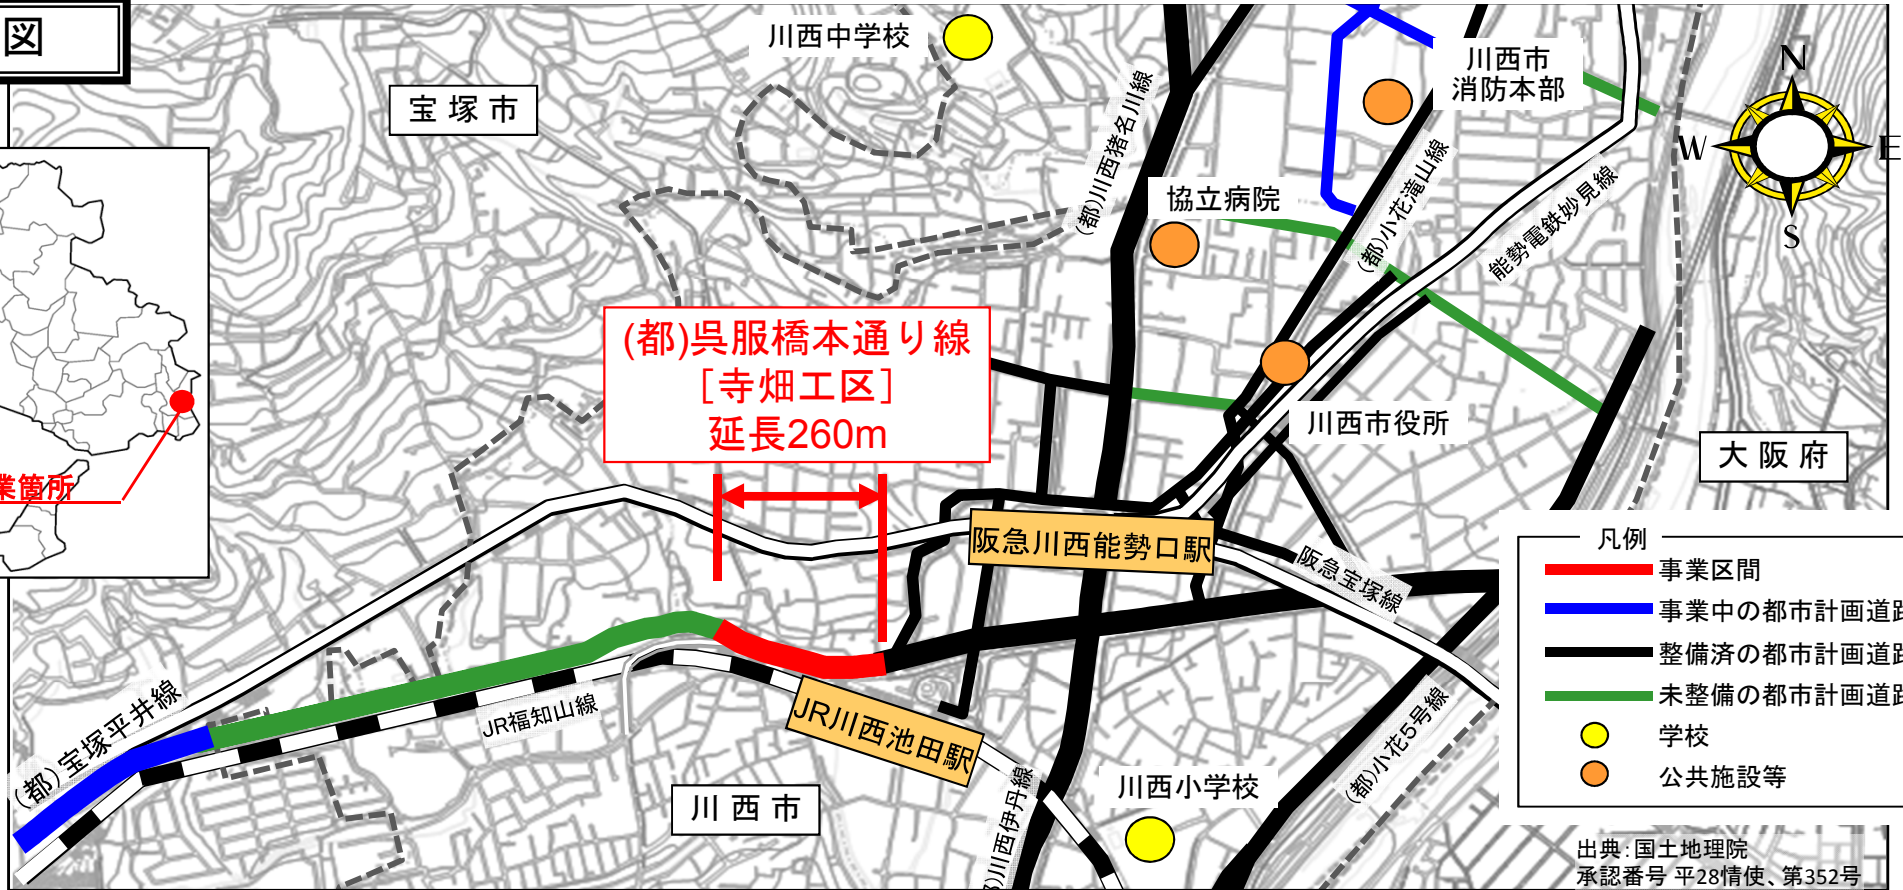 図
川西中学校
宝塚市
川西市
消防本部
N
W
E
S
(都)川西猪名川線
(都)小花滝山線
能勢電鉄妙見線
協立病院
(都)呉服橋本通り線
［寺畑工区］
延長260m
川西市役所
大阪府
業箇所
阪急川西能勢口駅
阪急宝塚線
凡例
事業区間
事業中の都市計画道路
整備済の都市計画道路
未整備の都市計画道路
学校
公共施設等
(都)宝塚平井線
JR福知山線
JR川西池田駅
(都)小花5号線
川西市
川西小学校
)川西伊丹線
出典：国土地理院
承認番号 平28情使、第352号